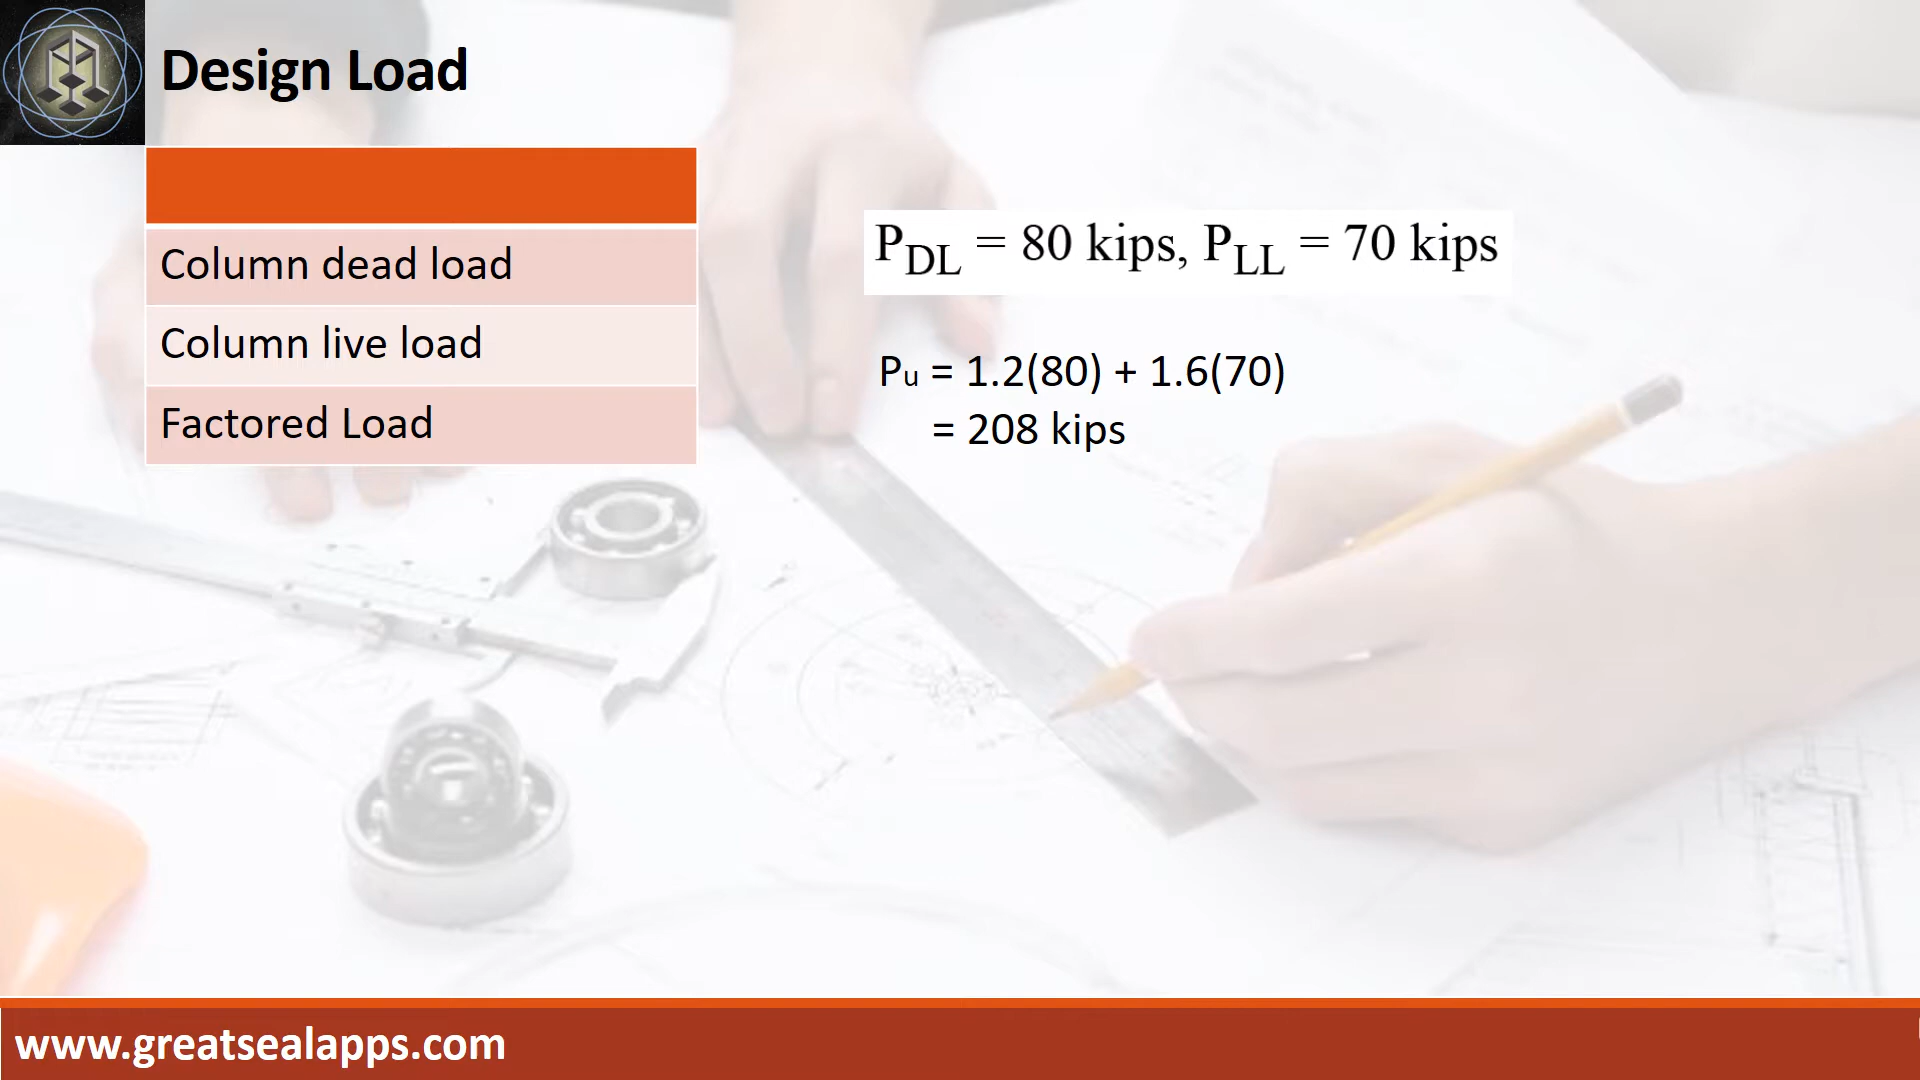 Design Load
Column dead load
Column live load
Factored Load
PDL = 80 kips, PLL = 70 kips
Pu = 1.2(80) + 1.6(70)
= 208 kips
www.greatsealapps.com